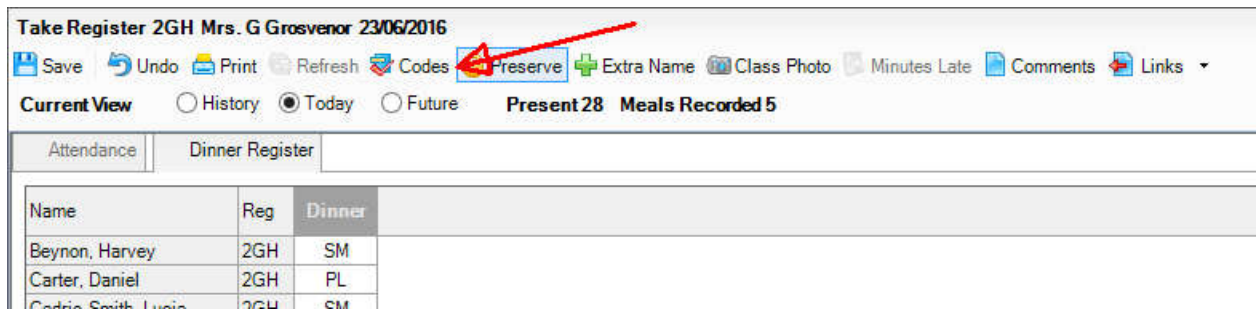 Take Register 2GH Mrs. G Grosvenor 23/06/2016
Save Undo Print Refresh Codes Preserve Extra Name Class Photo Minutes Late Comments Links
Current View History Today Future Present 28 Meals Recorded 5
Attendance Dinner Register
Name Reg Dinner
Beynon, Harvey 2GH SM
Carter, Daniel 2GH PL
2GH SM